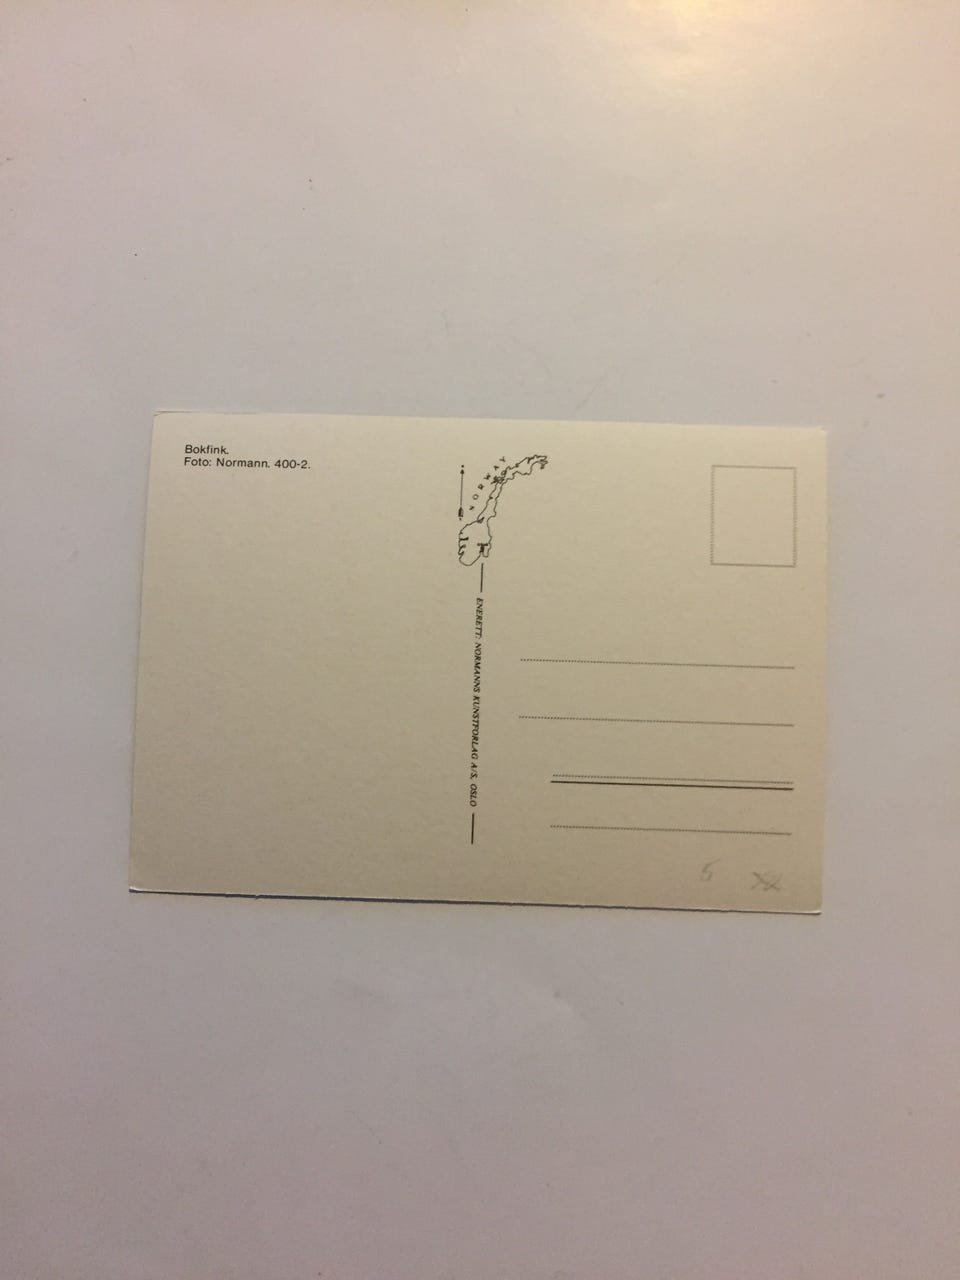 Bokfink.
Foto: Normann. 400-2.
NORWAY
ENERETT: NORMANNS KUNSTFORLAG A/S, OSLO
5